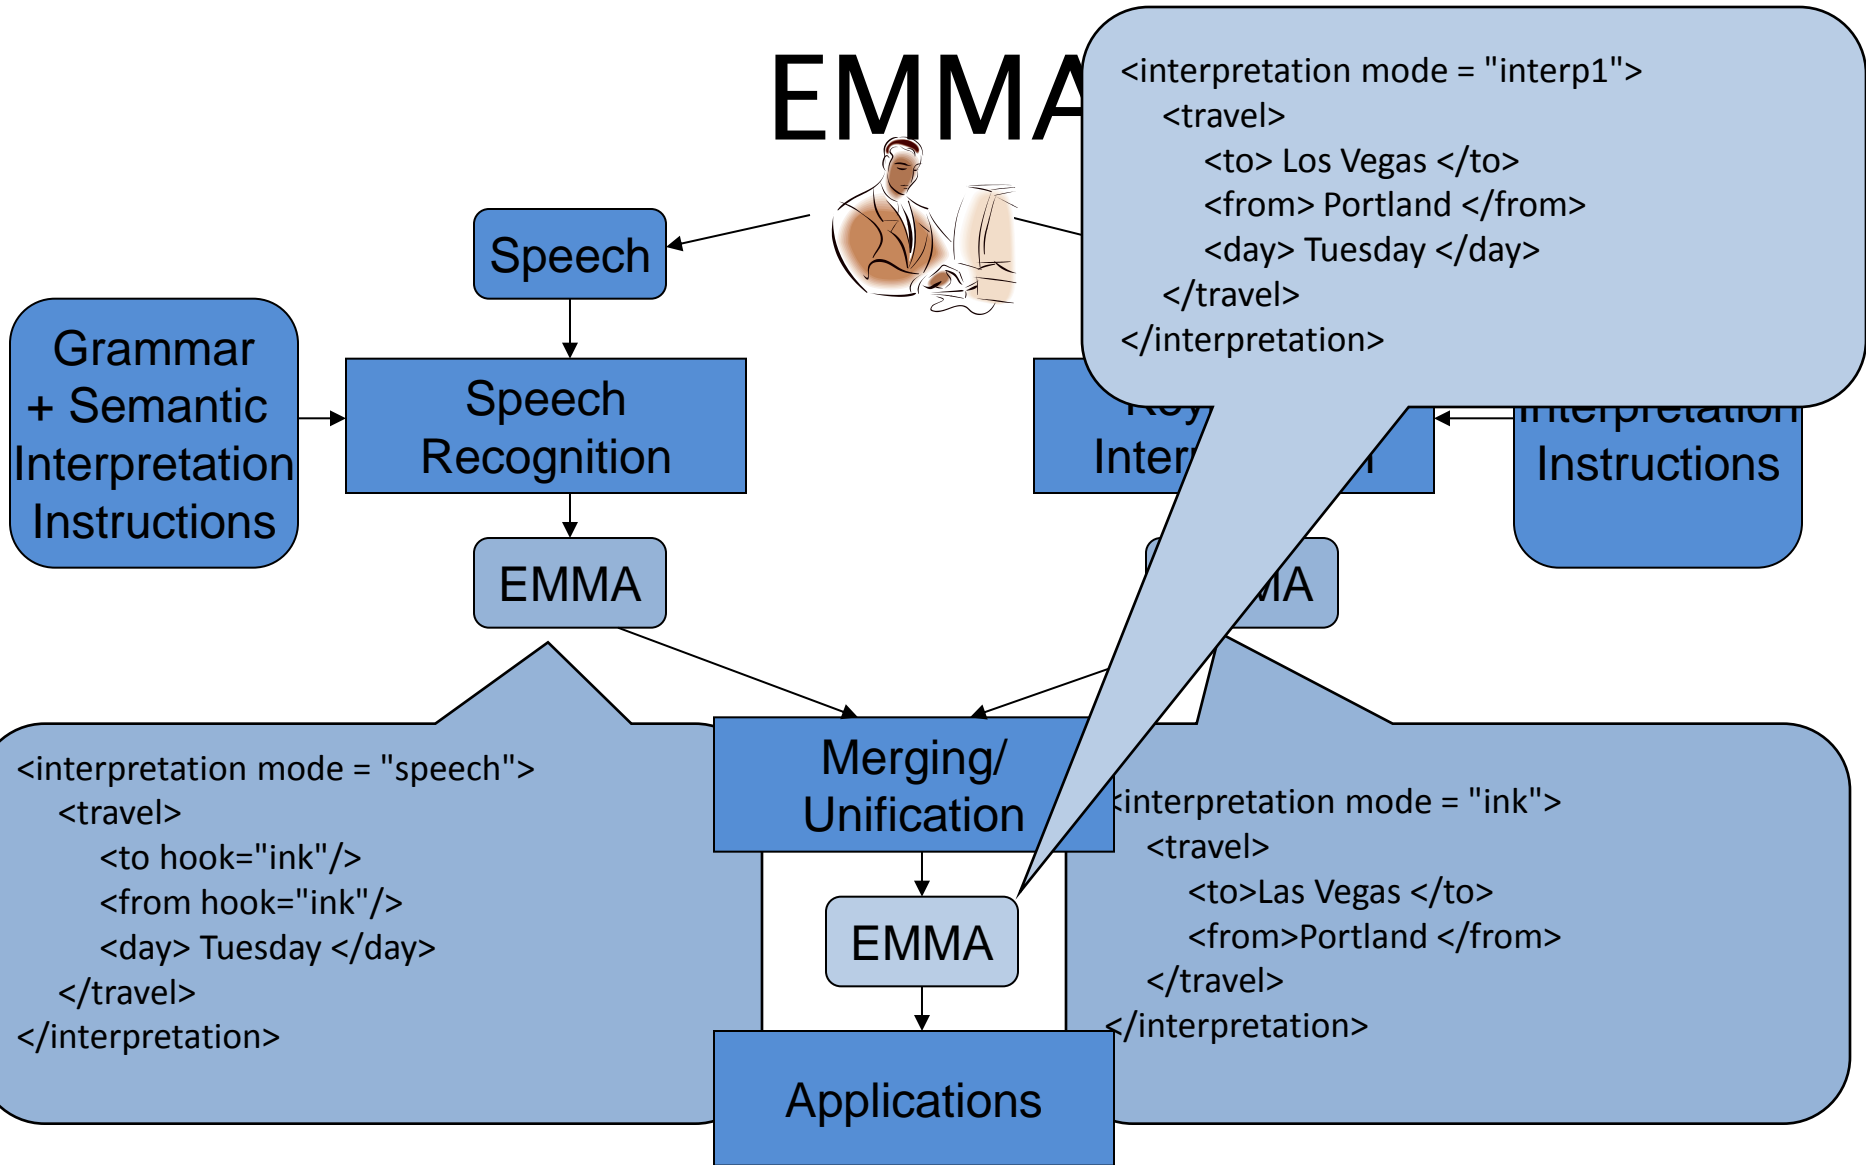 EMMA
<interpretation mode = "interp1">
<travel>
<to> Los Vegas </to>
<from> Portland </from>
<day> Tuesday </day>
</travel>
</interpretation>
Speech
Grammar
+ Semantic
Interpretation
Instructions
Speech
Recognition
Interpretation
Instructions
EMMA
Merging/
Unification
<interpretation mode = "speech">
<travel>
<to hook="ink"/>
<from hook="ink"/>
<day> Tuesday </day>
</travel>
</interpretation>
<interpretation mode = "ink">
<travel>
<to>Las Vegas </to>
<from>Portland </from>
</travel>
</interpretation>
EMMA
Applications